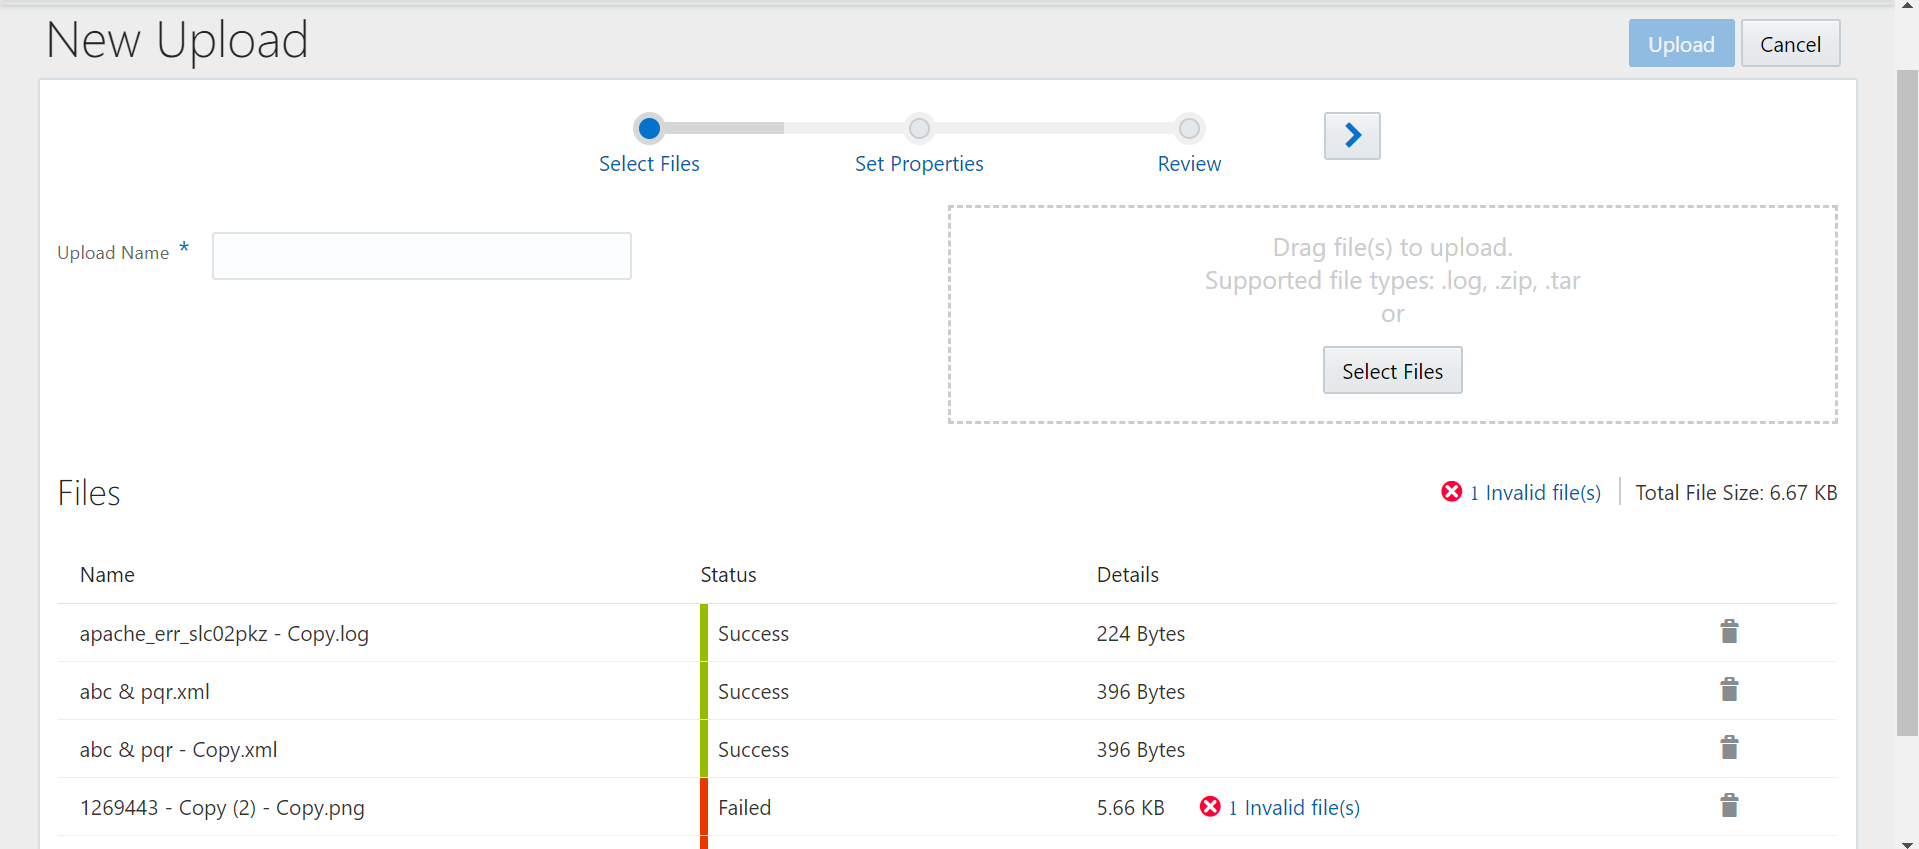 New Upload
Upload
Cancel
Select Files
Set Properties
Review
Upload Name *
Drag file(s) to upload.
Supported file types: .log, .zip, .tar
or
Select Files
Files
1 Invalid file(s)
Total File Size: 6.67 KB
Name Status Details
apache_err_slc02pkz - Copy.log Success 224 Bytes
abc & pqr.xml Success 396 Bytes
abc & pqr - Copy.xml Success 396 Bytes
1269443 - Copy (2) - Copy.png Failed 5.66 KB 1 Invalid file(s)